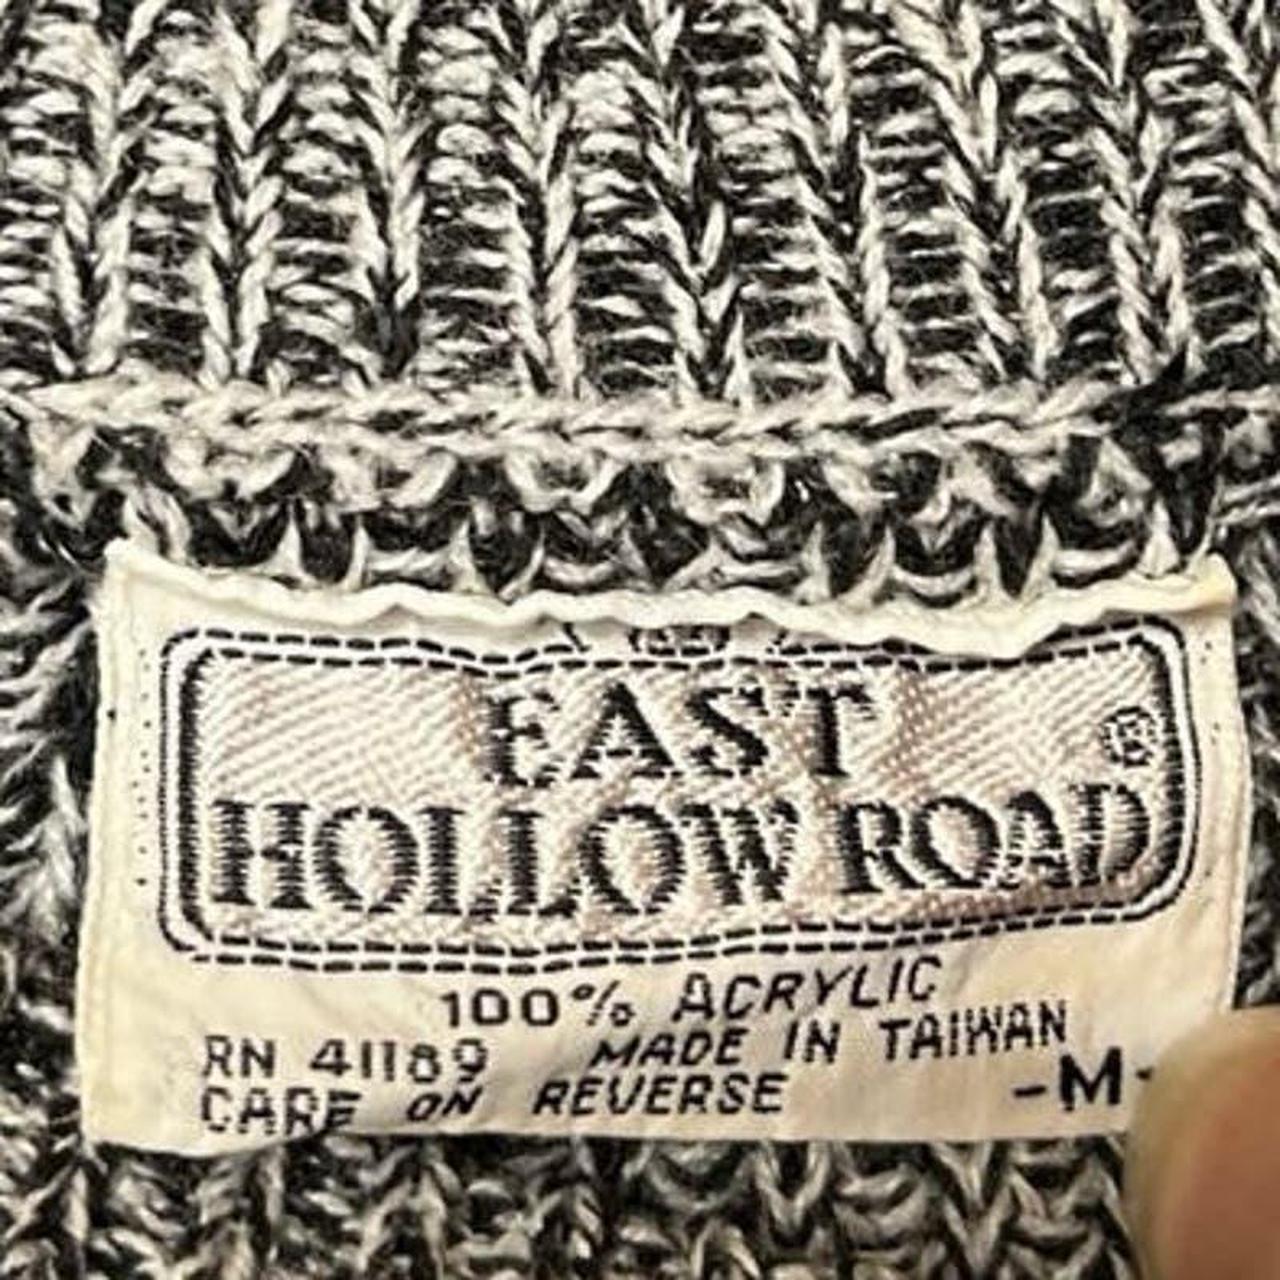 EAST
HOLLOW ROAD ®
100% ACRYLIC
RN 41189 MADE IN TAIWAN
CARE ON REVERSE -M-